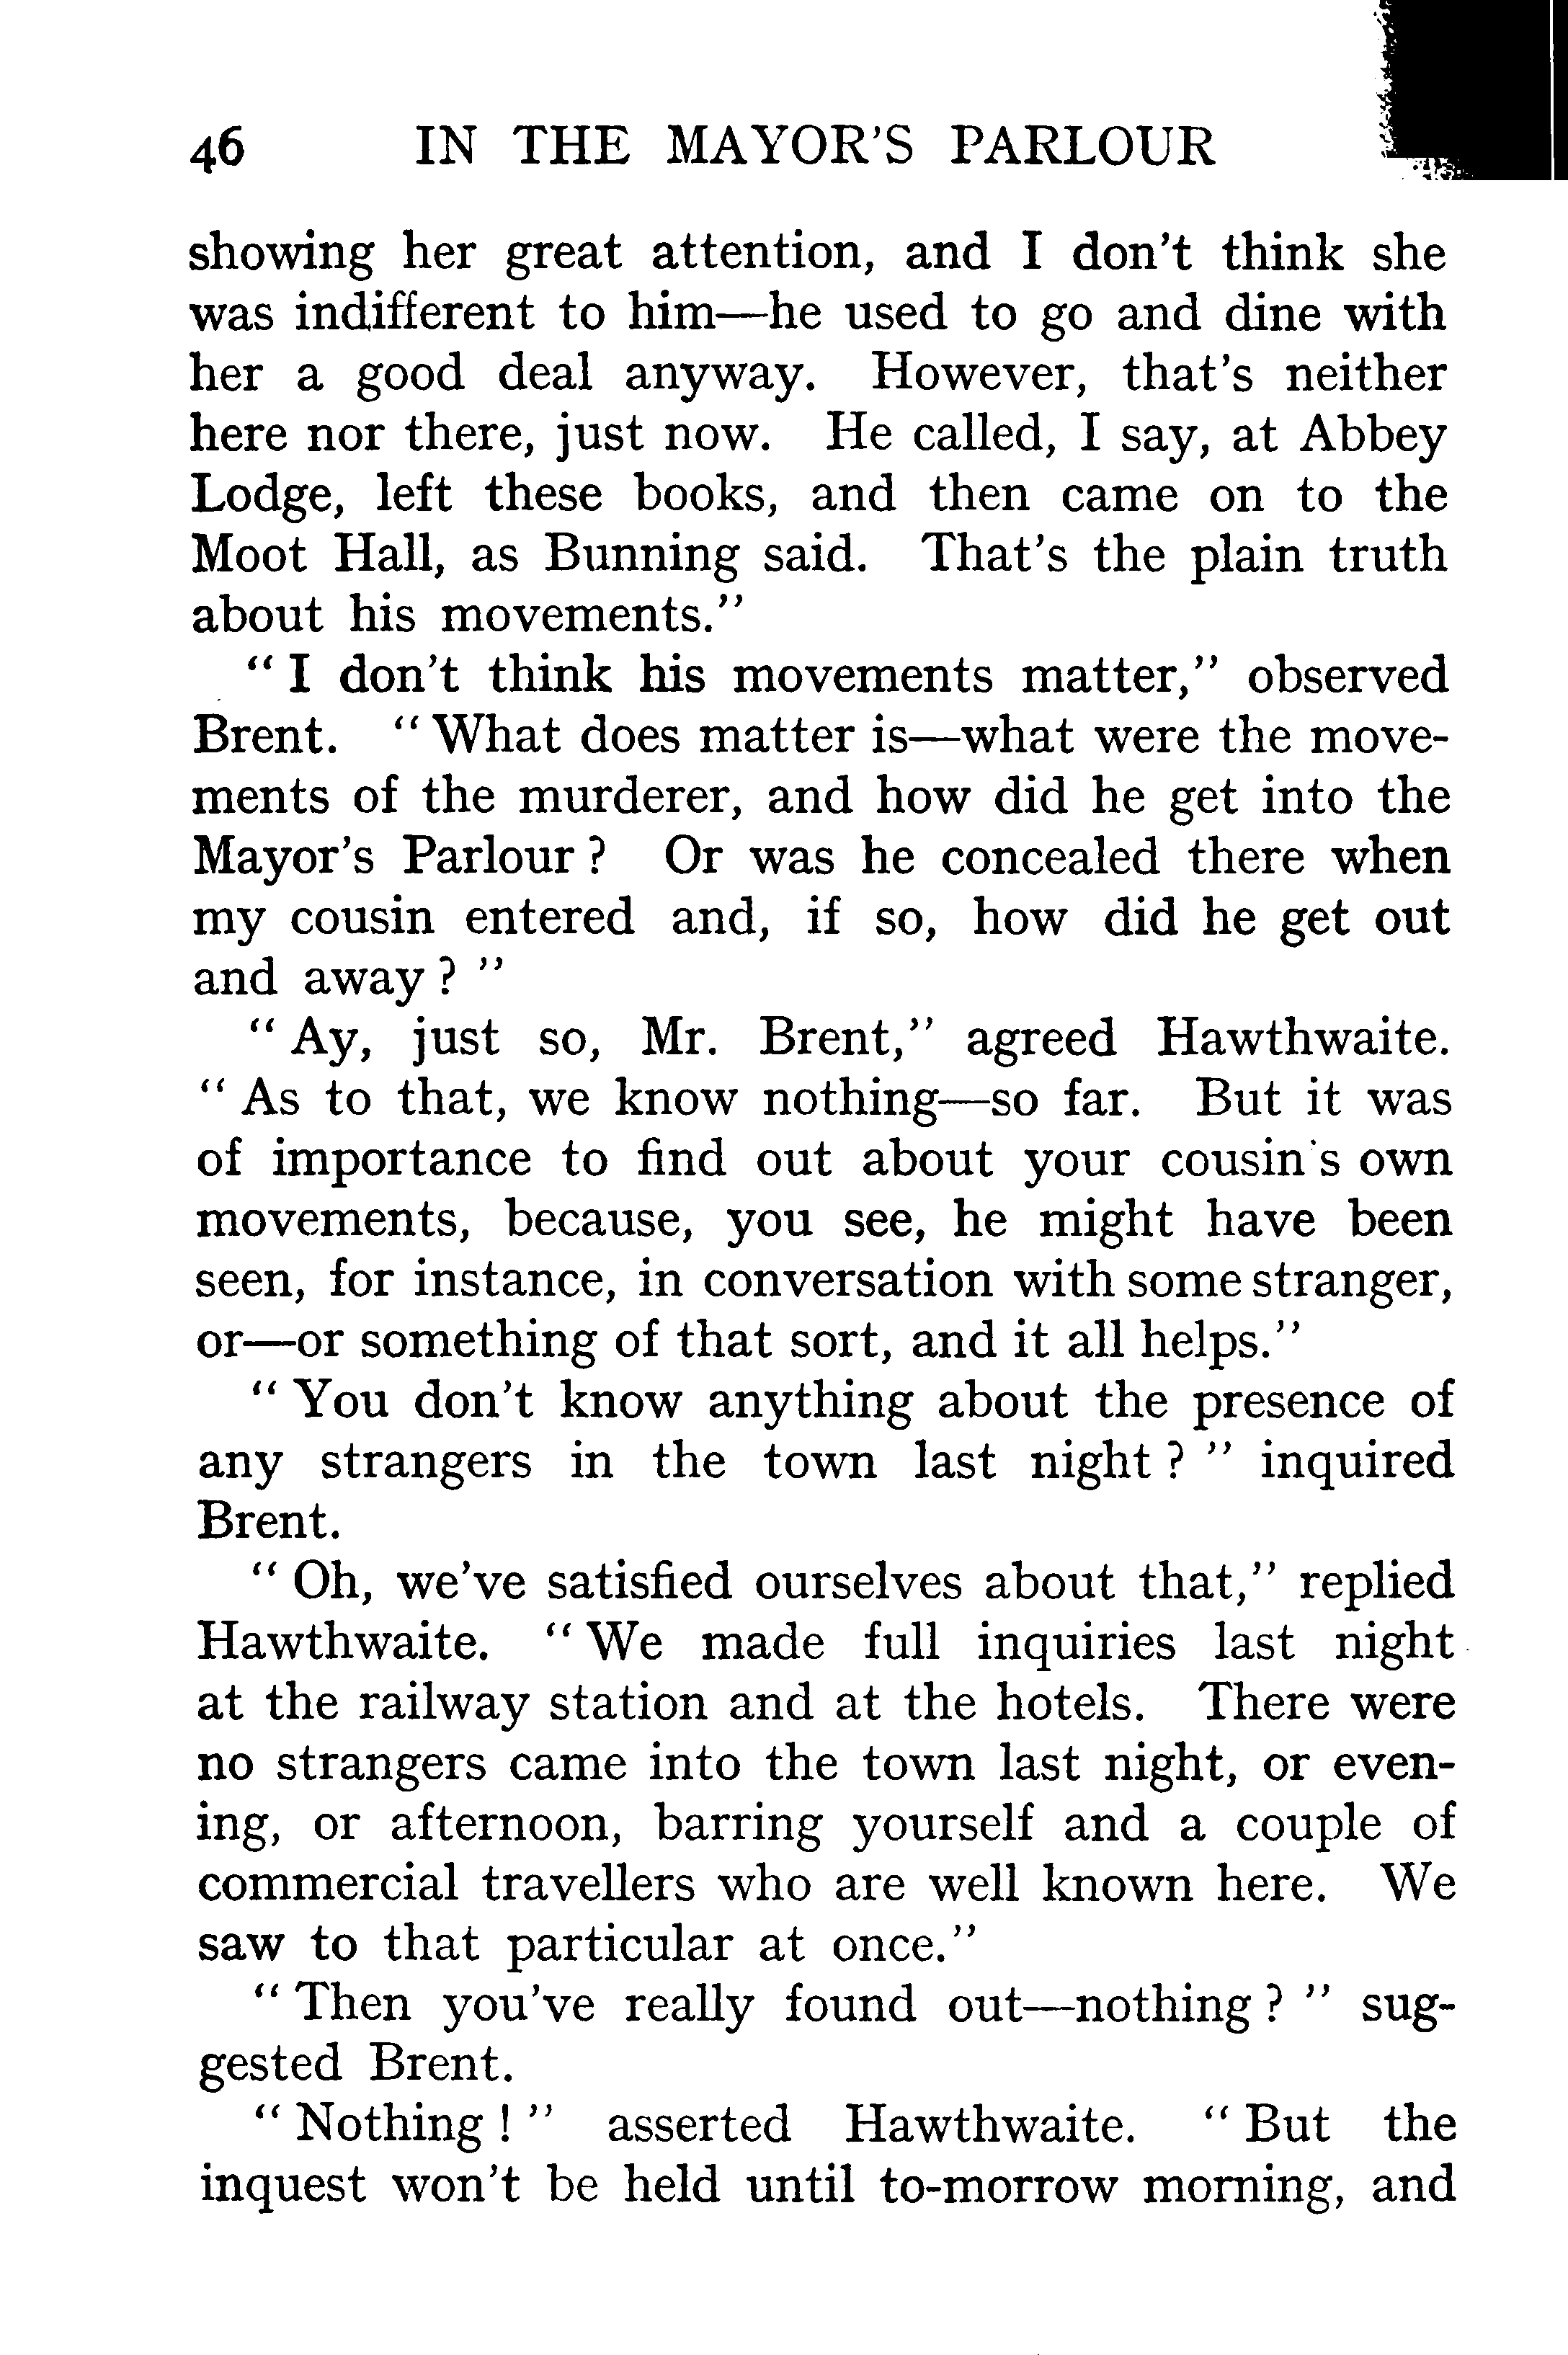 46 IN THE MAYOR'S PARLOUR
showing her great attention, and I don't think she
was indifferent to him—he used to go and dine with
her a good deal anyway. However, that's neither
here nor there, just now. He called, I say, at Abbey
Lodge, left these books, and then came on to the
Moot Hall, as Bunning said. That's the plain truth
about his movements."
" I don't think his movements matter," observed
Brent. " What does matter is—what were the move-
ments of the murderer, and how did he get into the
Mayor's Parlour ? Or was he concealed there when
my cousin entered and, if so, how did he get out
and away ? "
" Ay, just so, Mr. Brent," agreed Hawthwaite.
" As to that, we know nothing—so far. But it was
of importance to find out about your cousin's own
movements, because, you see, he might have been
seen, for instance, in conversation with some stranger,
or—or something of that sort, and it all helps."
" You don't know anything about the presence of
any strangers in the town last night ? " inquired
Brent.
" Oh, we've satisfied ourselves about that," replied
Hawthwaite. " We made full inquiries last night
at the railway station and at the hotels. There were
no strangers came into the town last night, or even-
ing, or afternoon, barring yourself and a couple of
commercial travellers who are well known here. We
saw to that particular at once."
" Then you've really found out—nothing ? " sug-
gested Brent.
" Nothing ! " asserted Hawthwaite. " But the
inquest won't be held until to-morrow morning, and